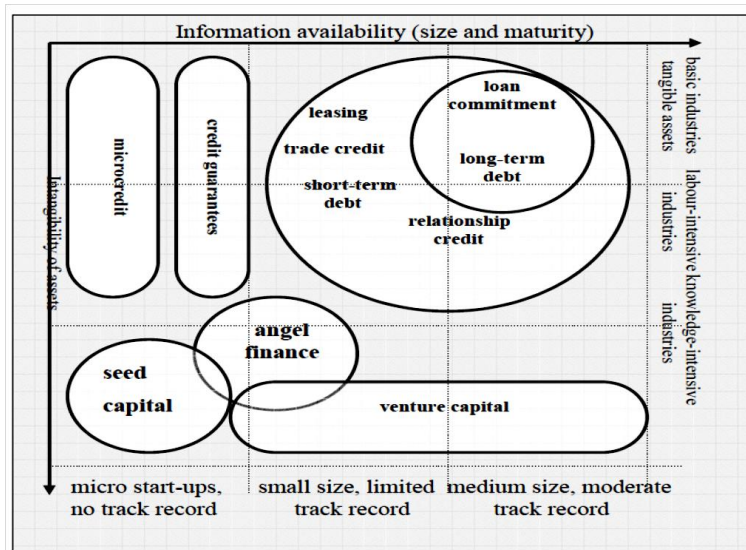 Information availability (size and maturity)
Intangibility of assets
microcredit
credit guarantees
leasing
trade credit
short-term
debt
loan
commitment
long-term
debt
relationship
credit
angel
finance
seed
capital
venture capital
basic industries
tangible assets
labour-intensive
industries
knowledge-intensive
industries
micro start-ups,
no track record
small size, limited
track record
medium size, moderate
track record